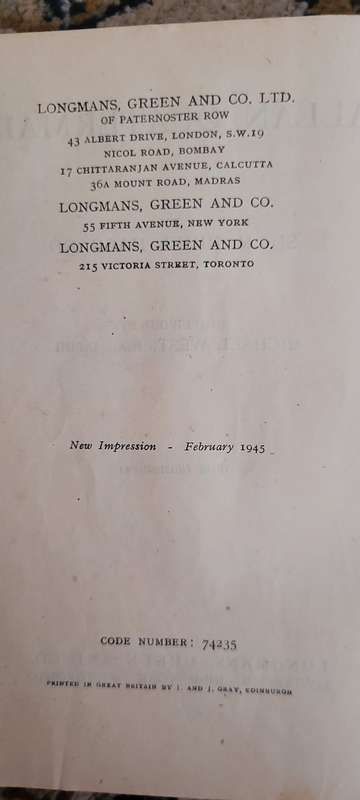 LONGMANS, GREEN AND CO. LTD.
OF PATERNOSTER ROW
43 ALBERT DRIVE, LONDON, S.W.19
NICOL ROAD, BOMBAY
17 CHITTARANJAN AVENUE, CALCUTTA
36A MOUNT ROAD, MADRAS
LONGMANS, GREEN AND CO.
55 FIFTH AVENUE, NEW YORK
LONGMANS, GREEN AND CO.
215 VICTORIA STREET, TORONTO
New Impression - February 1945
CODE NUMBER: 74235
PRINTED IN GREAT BRITAIN BY J. AND J. GRAY, EDINBURGH